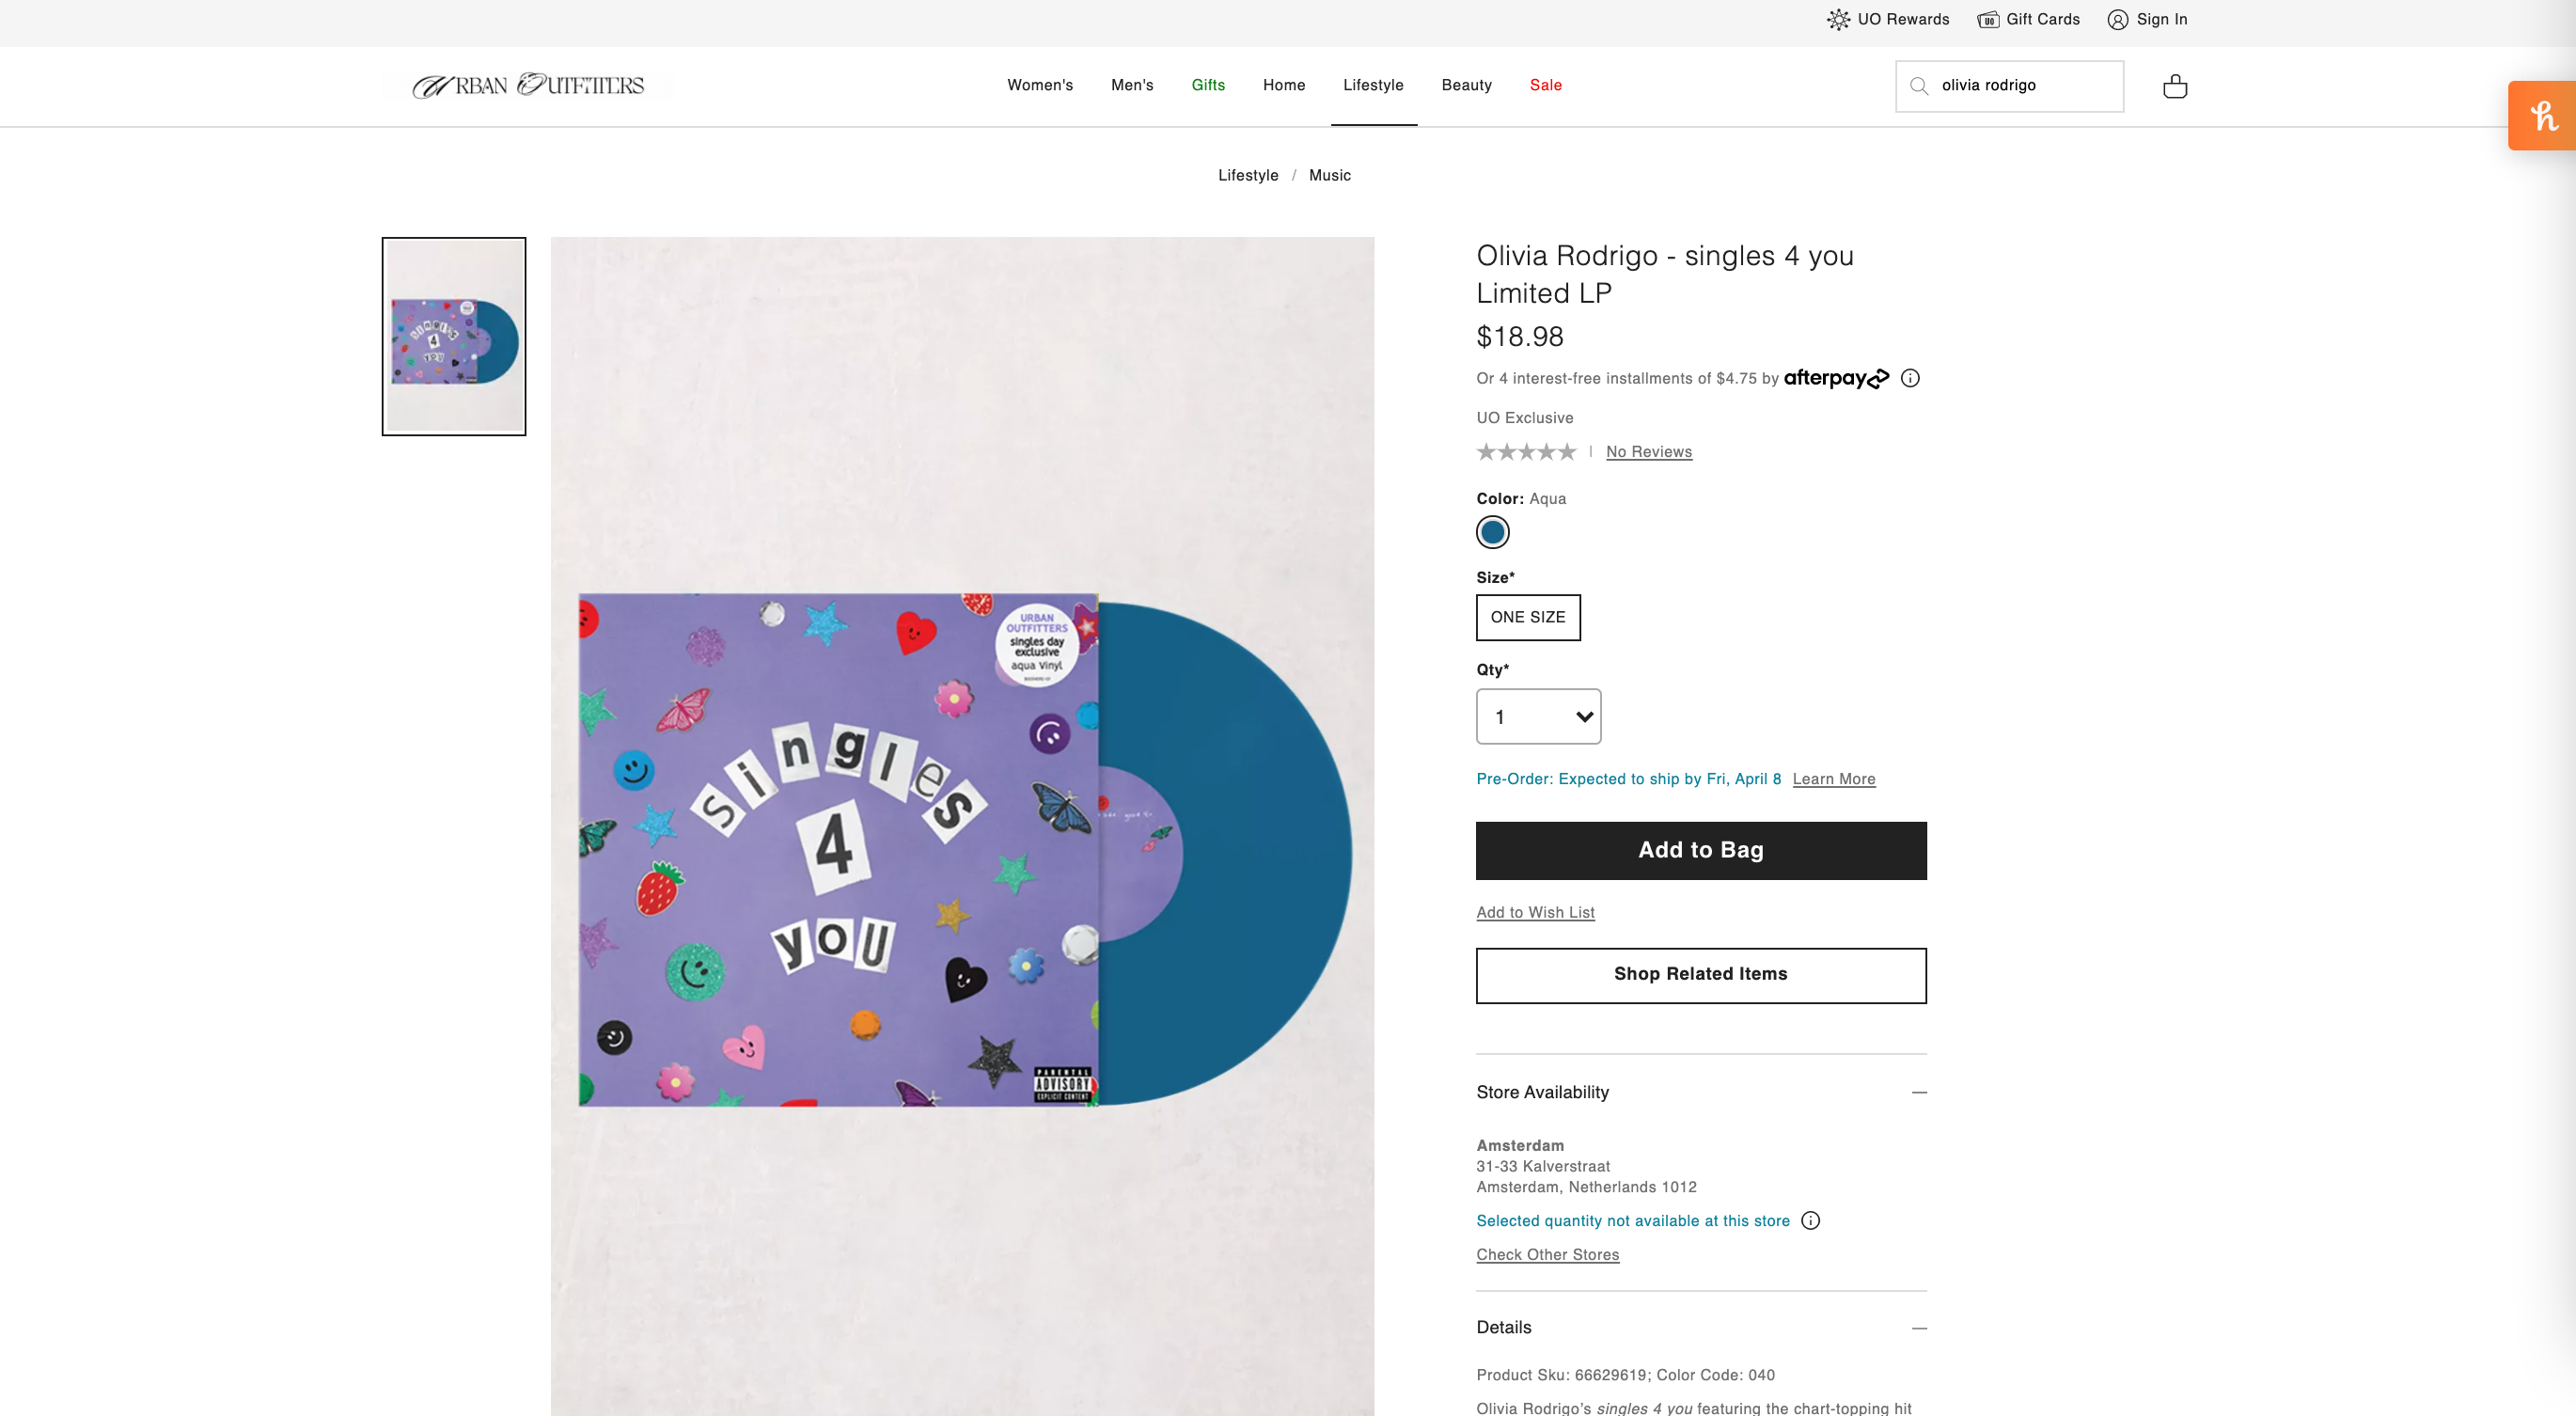 UO Rewards
Gift Cards
Sign In
URBAN OUTFITTERS
Women's
Men's
Gifts
Home
Lifestyle
Beauty
Sale
olivia rodrigo
Lifestyle / Music
Olivia Rodrigo - singles 4 you
Limited LP
$18.98
Or 4 interest-free installments of $4.75 by afterpay
UO Exclusive
No Reviews
Color: Aqua
Size*
ONE SIZE
Qty*
1
Pre-Order: Expected to ship by Fri, April 8 Learn More
Add to Bag
Add to Wish List
Shop Related Items
Store Availability
Amsterdam
31-33 Kalverstraat
Amsterdam, Netherlands 1012
Selected quantity not available at this store
Check Other Stores
Details
Product Sku: 66629619; Color Code: 040
Olivia Rodrigo's singles 4 you featuring the chart-topping hit
URBAN
OUTFITTERS
singles day
exclusive
aqua Vinyl
singles
4
you
PARENTAL
ADVISORY
EXPLICIT CONTENT